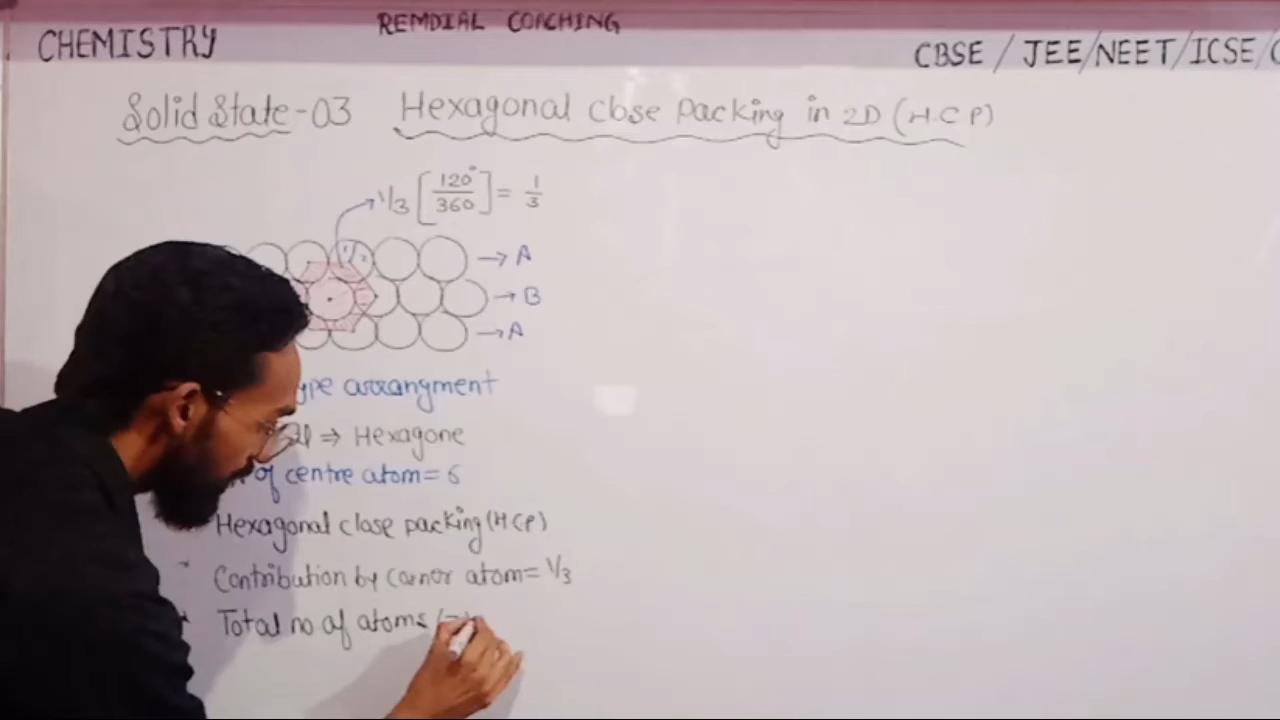 REMDIAL COACHING
CHEMISTRY
CBSE / JEE/NEET/ICSE/
Solid State-03 Hexagonal close packing in 2D (H.C.P)
1/3 [120°/360] = 1/3
→ A
→ B
→ A
arrangment
⇒ Hexagone
of centre atom = 6
Hexagonal close packing (HCP)
Contribution by corner atom = 1/3
Total no of atoms